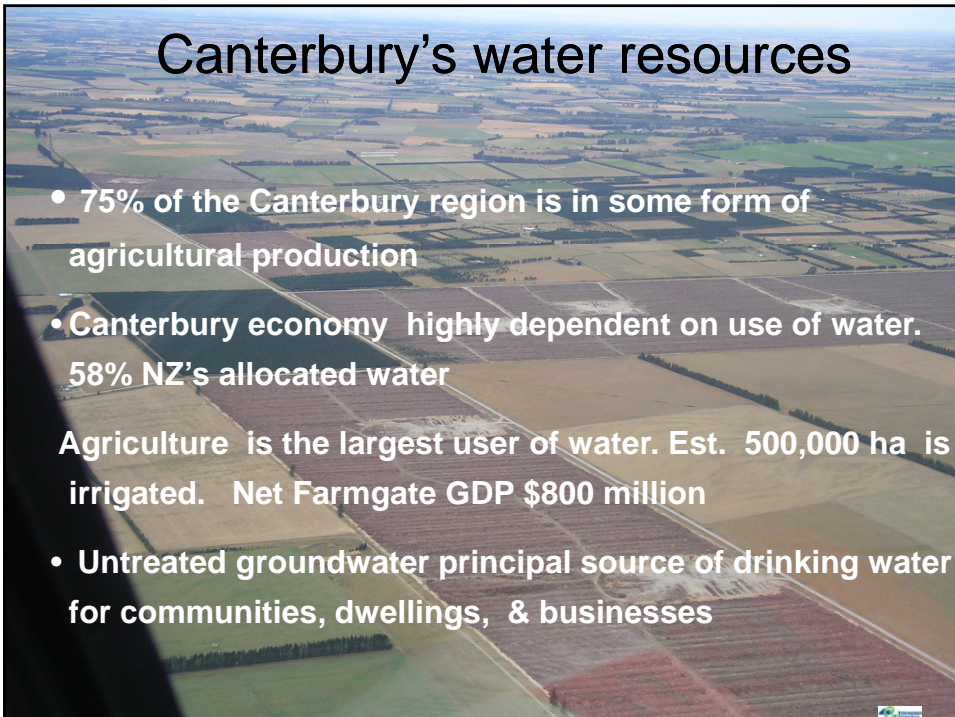 Canterbury’s water resources
• 75% of the Canterbury region is in some form of
agricultural production
• Canterbury economy highly dependent on use of water.
58% NZ’s allocated water
Agriculture is the largest user of water. Est. 500,000 ha is
irrigated. Net Farmgate GDP $800 million
• Untreated groundwater principal source of drinking water
for communities, dwellings, & businesses